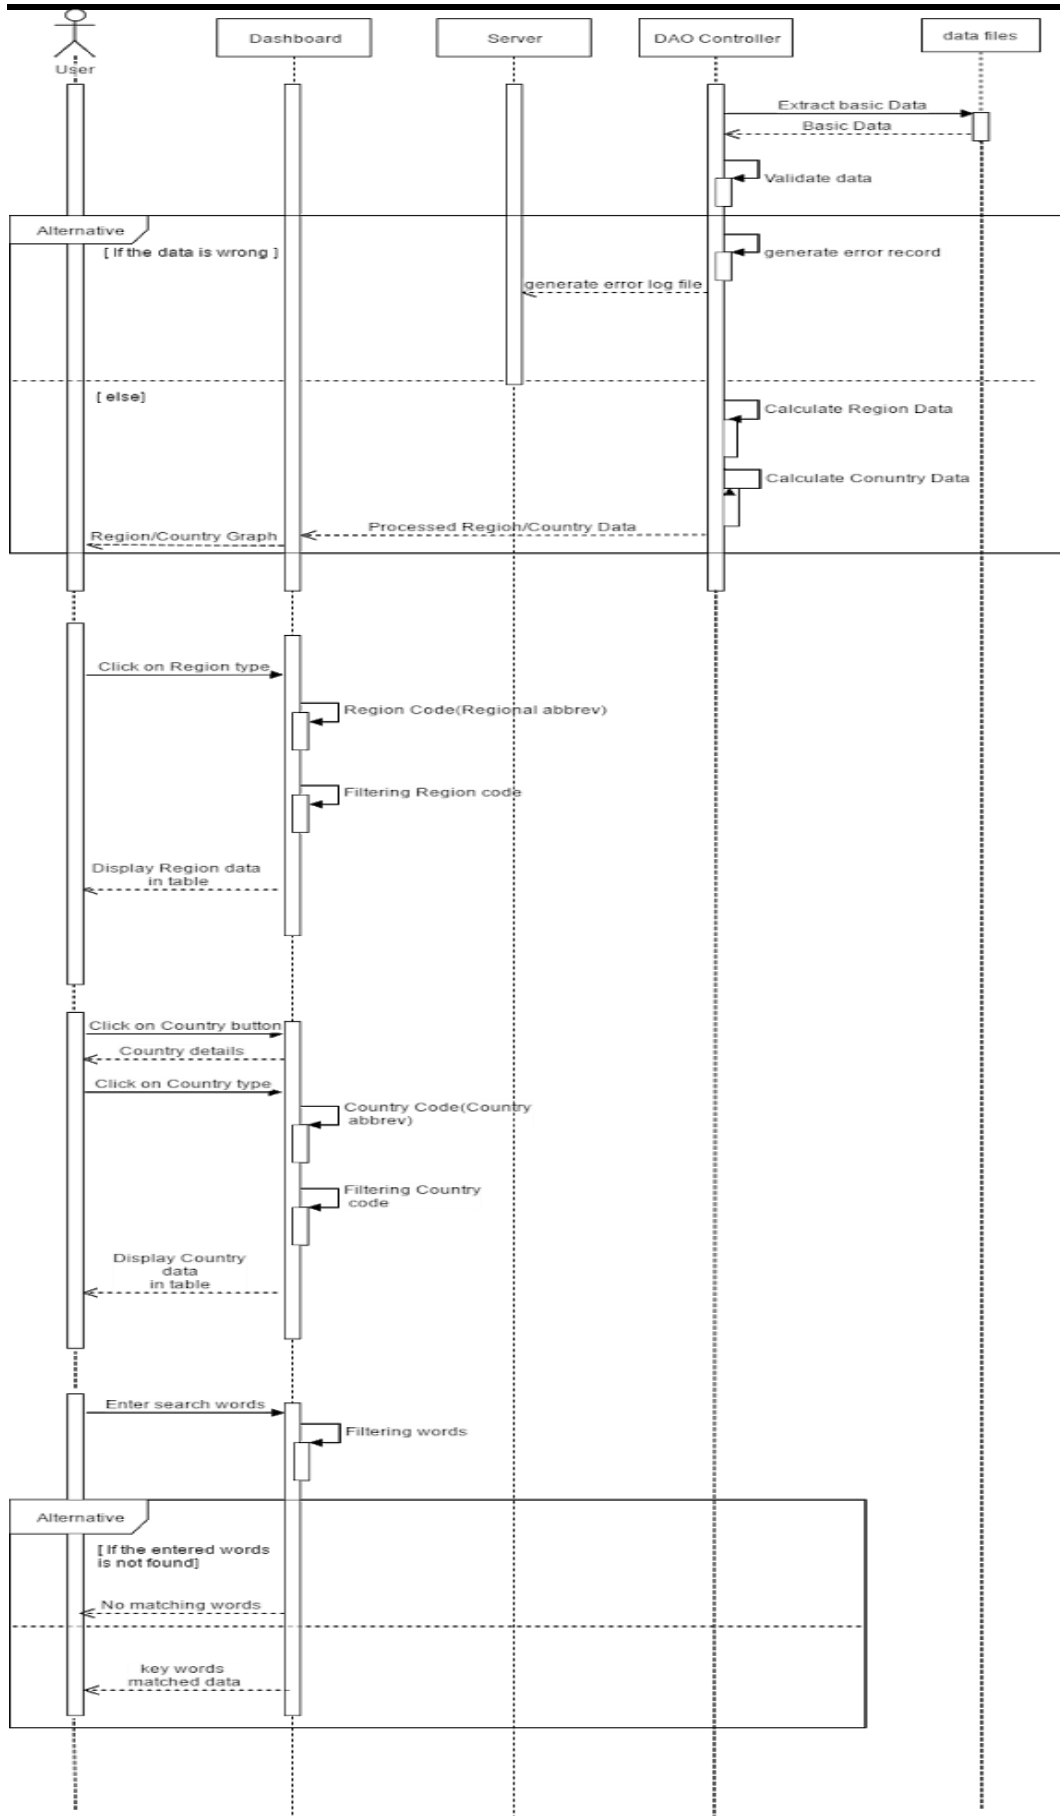 User
Dashboard
Server
DAO Controller
data files
Extract basic Data
Basic Data
Validate data
Alternative
[ If the data is wrong ]
generate error record
generate error log file
[ else]
Calculate Region Data
Calculate Conuntry Data
Processed Region/Country Data
Region/Country Graph
Click on Region type
Region Code(Regional abbrev)
Filtering Region code
Display Region data
in table
Click on Country button
Country details
Click on Country type
Country Code(Country
abbrev)
Filtering Country
code
Display Country
data
in table
Enter search words
Filtering words
Alternative
[ If the entered words
is not found]
No matching words
key words
matched data